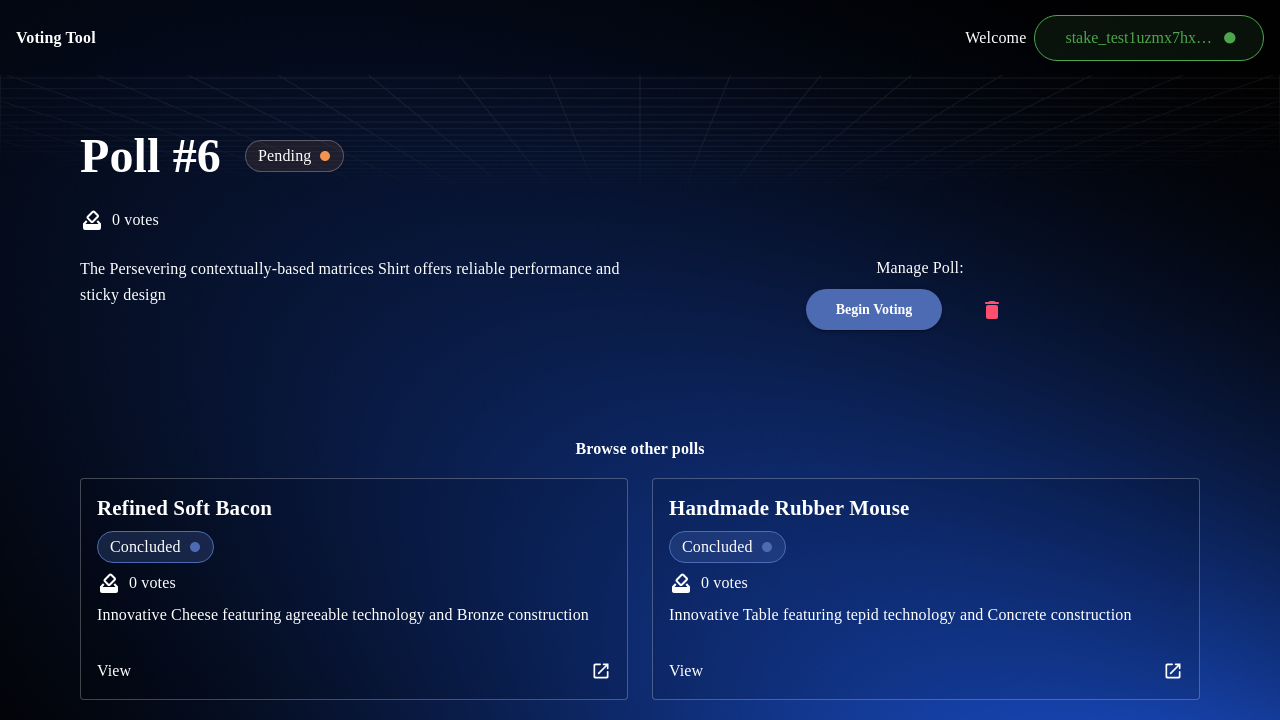 Voting Tool
Welcome
stake_test1uzmx7hx…
Poll #6
Pending
0 votes
The Persevering contextually-based matrices Shirt offers reliable performance and
sticky design
Manage Poll:
Begin Voting
Browse other polls
Refined Soft Bacon
Concluded
0 votes
Innovative Cheese featuring agreeable technology and Bronze construction
View
Handmade Rubber Mouse
Concluded
0 votes
Innovative Table featuring tepid technology and Concrete construction
View